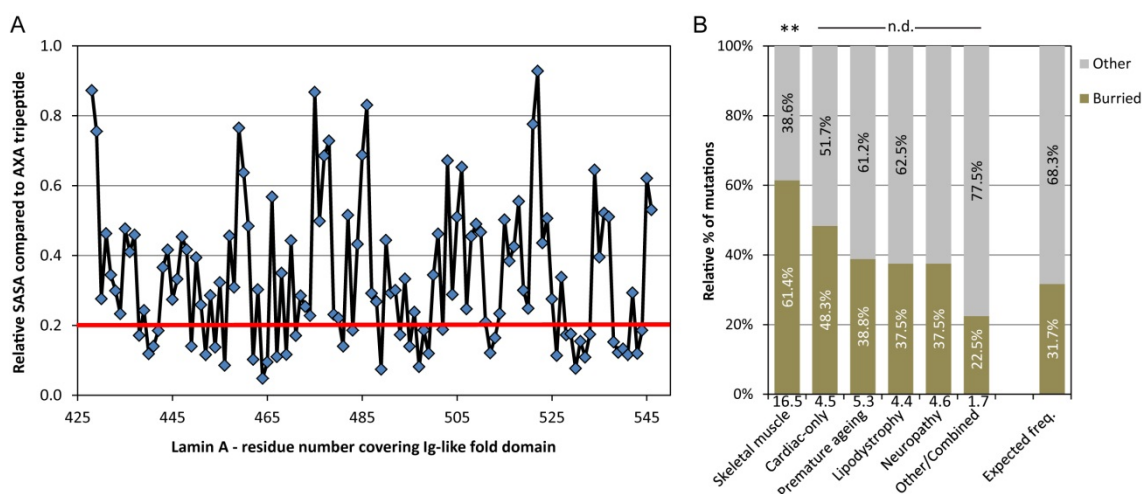 A
Relative SASA compared to AXA tripeptide
1.0
0.8
0.6
0.4
0.2
0.0
425
445
465
485
505
525
545
Lamin A - residue number covering Ig-like fold domain
B
** n.d.
Relative % of mutations
100%
80%
60%
40%
20%
0%
38.6%
51.7%
61.2%
62.5%
77.5%
68.3%
61.4%
48.3%
38.8%
37.5%
37.5%
22.5%
31.7%
16.5
4.5
5.3
4.4
4.6
1.7
Skeletal muscle
Cardiac-only
Premature ageing
Lipodystrophy
Neuropathy
Other/Combined
Expected freq.
Other
Burried